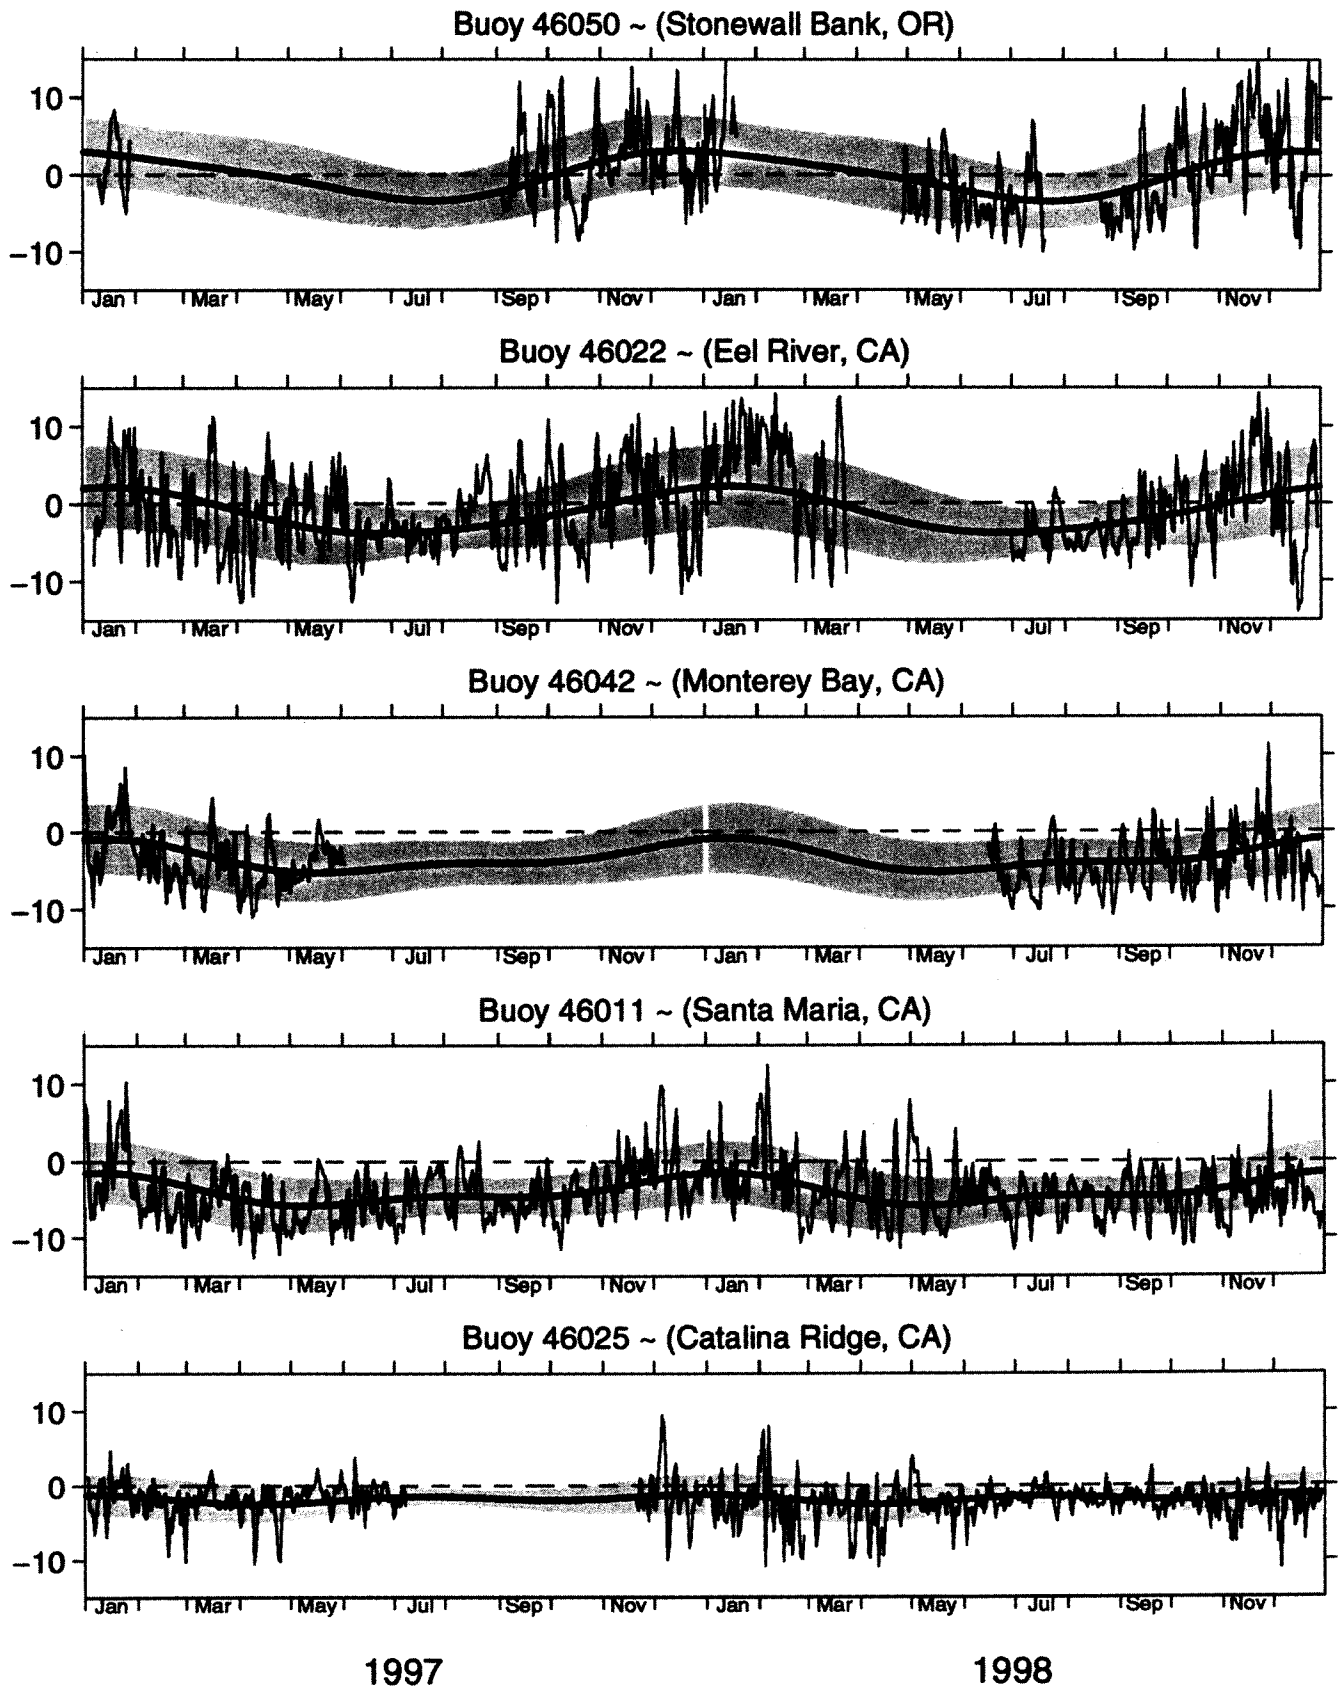 Buoy 46050 ~ (Stonewall Bank, OR)
10
0
−10
Jan Mar May Jul Sep Nov Jan Mar May Jul Sep Nov
Buoy 46022 ~ (Eel River, CA)
10
0
−10
Jan Mar May Jul Sep Nov Jan Mar May Jul Sep Nov
Buoy 46042 ~ (Monterey Bay, CA)
10
0
−10
Jan Mar May Jul Sep Nov Jan Mar May Jul Sep Nov
Buoy 46011 ~ (Santa Maria, CA)
10
0
−10
Jan Mar May Jul Sep Nov Jan Mar May Jul Sep Nov
Buoy 46025 ~ (Catalina Ridge, CA)
10
0
−10
Jan Mar May Jul Sep Nov Jan Mar May Jul Sep Nov
1997 1998